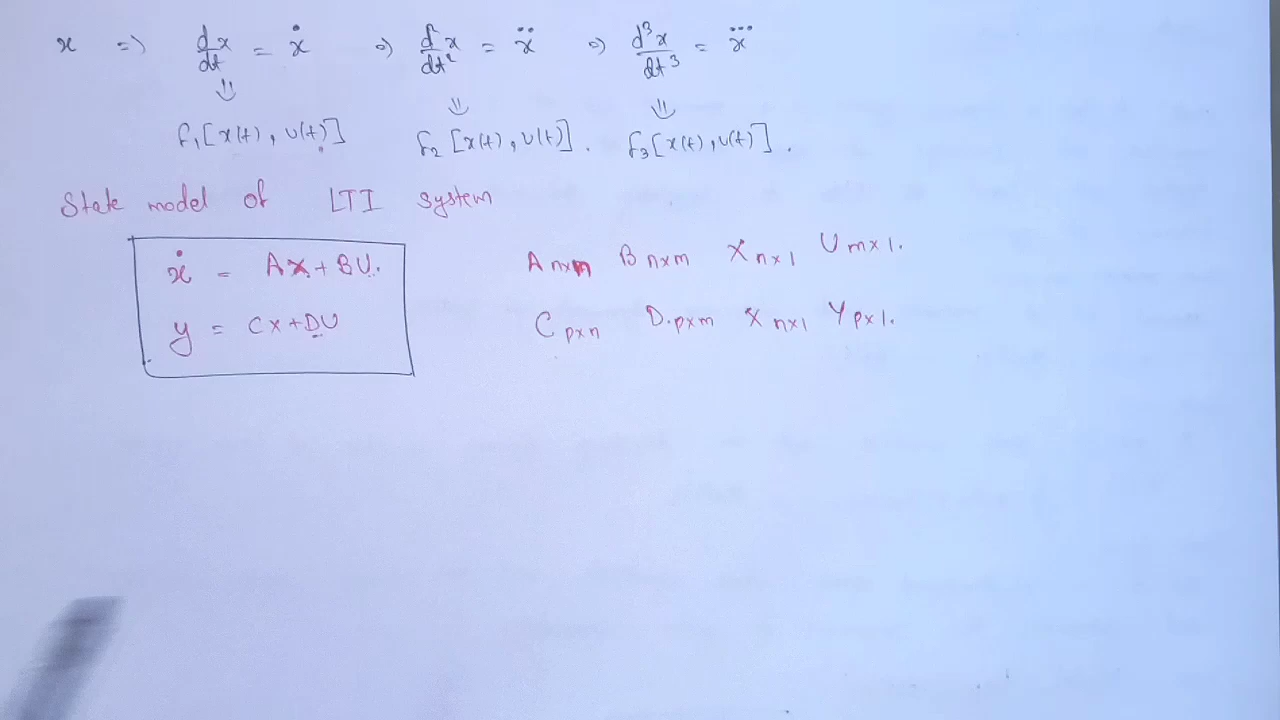 x => dx/dt = ẋ => d²x/dt² = ẍ => d³x/dt³ = x⃛
f₁[x(t), U(t)] f₂[x(t), U(t)]. f₃[x(t), U(t)].
State model of LTI system
ẋ = AX + BU. A n×n B n×m X n×1 U m×1.
y = CX + DU C p×n D. p×m X n×1 Y p×1.